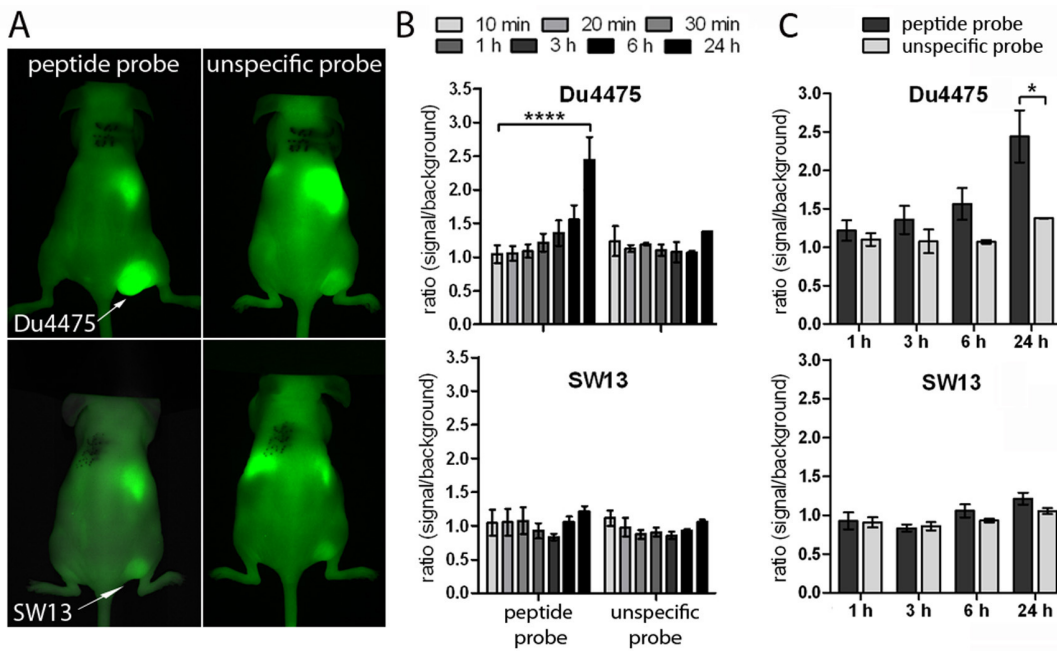 A
peptide probe
unspecific probe
Du4475
SW13
B
10 min 20 min 30 min
1 h 3 h 6 h 24 h
Du4475
3.5
3.0
2.5
2.0
1.5
1.0
0.5
0.0
ratio (signal/background)
****
SW13
3.5
3.0
2.5
2.0
1.5
1.0
0.5
0.0
ratio (signal/background)
peptide
probe
unspecific
probe
C
peptide probe
unspecific probe
Du4475
*
3.0
2.5
2.0
1.5
1.0
0.5
0.0
ratio (signal/background)
1 h 3 h 6 h 24 h
SW13
3.0
2.5
2.0
1.5
1.0
0.5
0.0
ratio (signal/background)
1 h 3 h 6 h 24 h